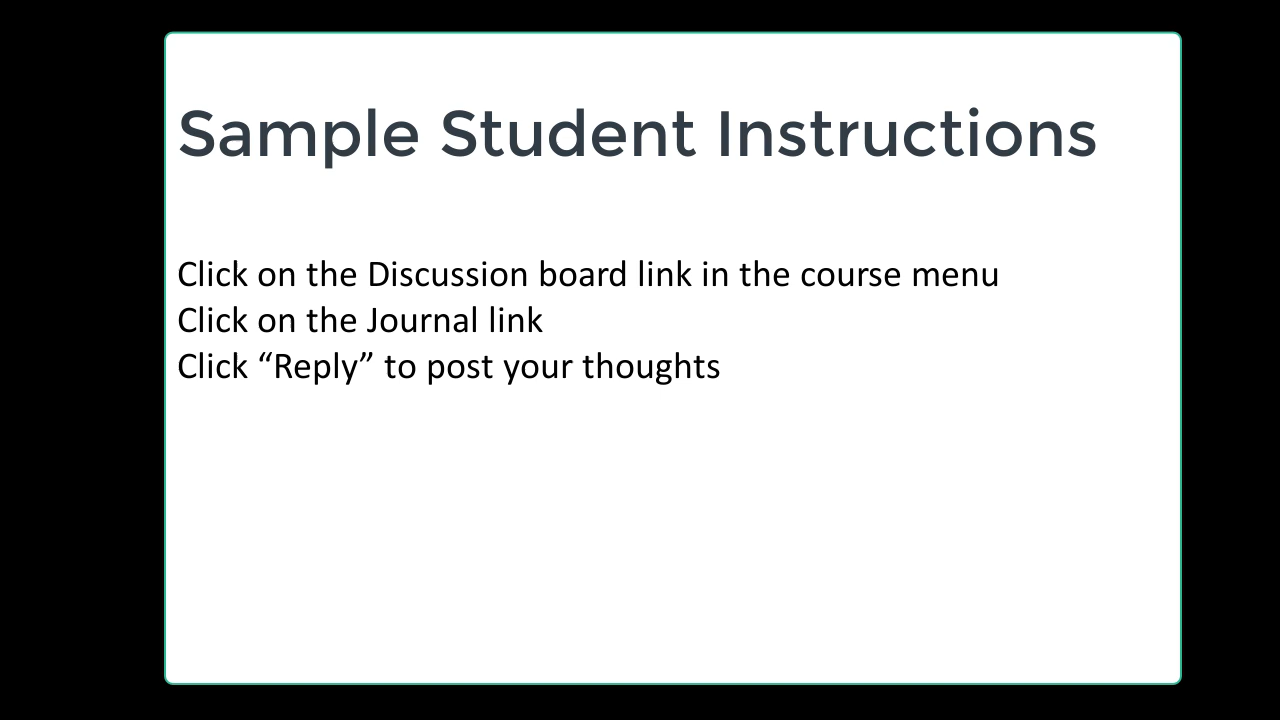 Sample Student Instructions
Click on the Discussion board link in the course menu
Click on the Journal link
Click “Reply” to post your thoughts